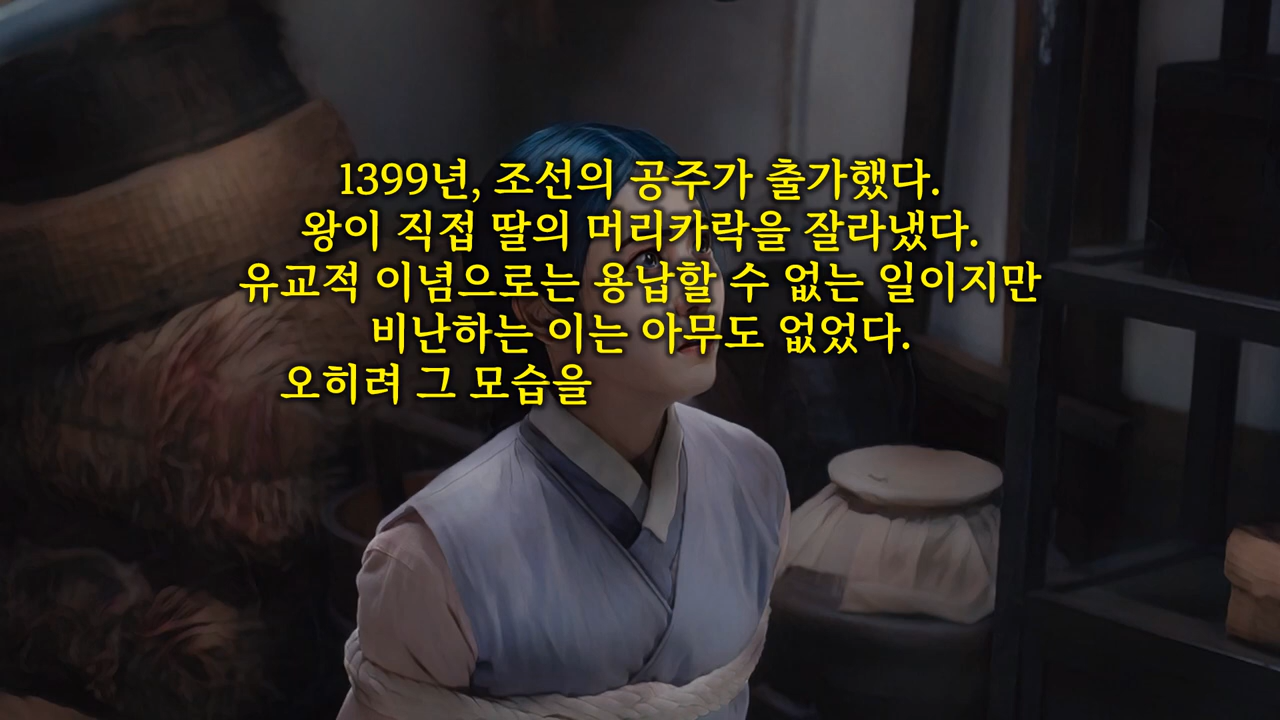 1399년, 조선의 공주가 출가했다.
왕이 직접 딸의 머리카락을 잘라냈다.
유교적 이념으로는 용납할 수 없는 일이지만
비난하는 이는 아무도 없었다.
오히려 그 모습을